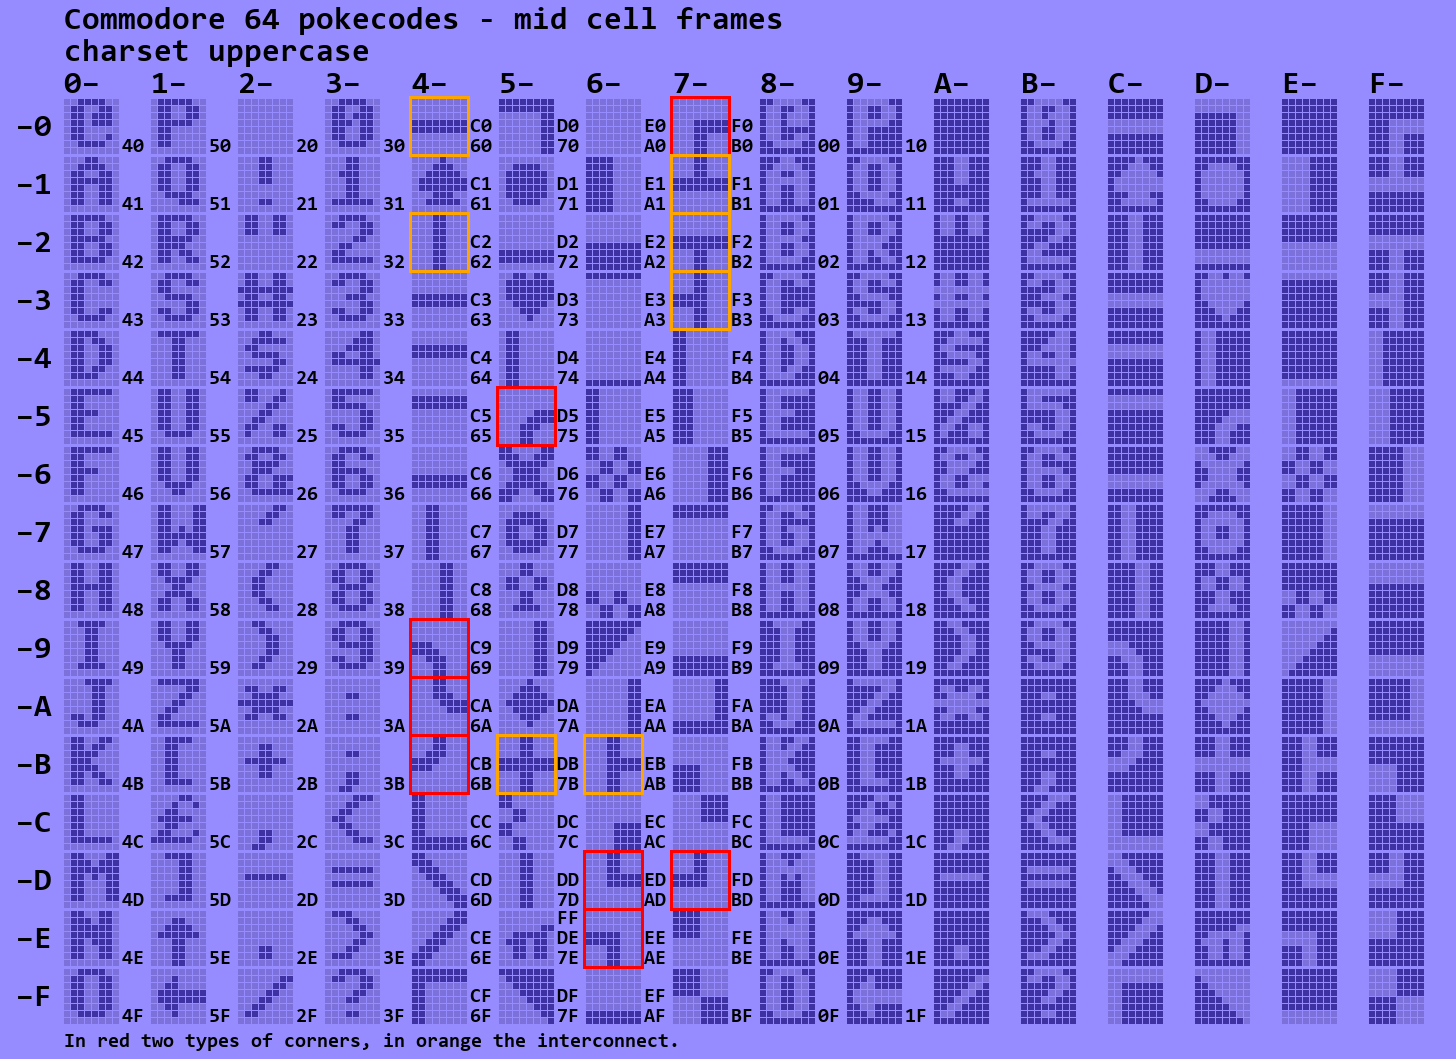 Commodore 64 pokecodes - mid cell frames
charset uppercase
0− 1− 2− 3− 4− 5− 6− 7− 8− 9− A− B− C− D− E− F−
−0 C0 D0 E0 F0
40 50 20 30 60 70 A0 B0 00 10
−1 C1 D1 E1 F1
41 51 21 31 61 71 A1 B1 01 11
−2 C2 D2 E2 F2
42 52 22 32 62 72 A2 B2 02 12
−3 C3 D3 E3 F3
43 53 23 33 63 73 A3 B3 03 13
−4 C4 D4 E4 F4
44 54 24 34 64 74 A4 B4 04 14
−5 C5 D5 E5 F5
45 55 25 35 65 75 A5 B5 05 15
−6 C6 D6 E6 F6
46 56 26 36 66 76 A6 B6 06 16
−7 C7 D7 E7 F7
47 57 27 37 67 77 A7 B7 07 17
−8 C8 D8 E8 F8
48 58 28 38 68 78 A8 B8 08 18
−9 C9 D9 E9 F9
49 59 29 39 69 79 A9 B9 09 19
−A CA DA EA FA
4A 5A 2A 3A 6A 7A AA BA 0A 1A
−B CB DB EB FB
4B 5B 2B 3B 6B 7B AB BB 0B 1B
−C CC DC EC FC
4C 5C 2C 3C 6C 7C AC BC 0C 1C
−D CD DD ED FD
4D 5D 2D 3D 6D 7D AD BD 0D 1D
FF
−E CE DE EE FE
4E 5E 2E 3E 6E 7E AE BE 0E 1E
−F CF DF EF
4F 5F 2F 3F 6F 7F AF BF 0F 1F
In red two types of corners, in orange the interconnect.